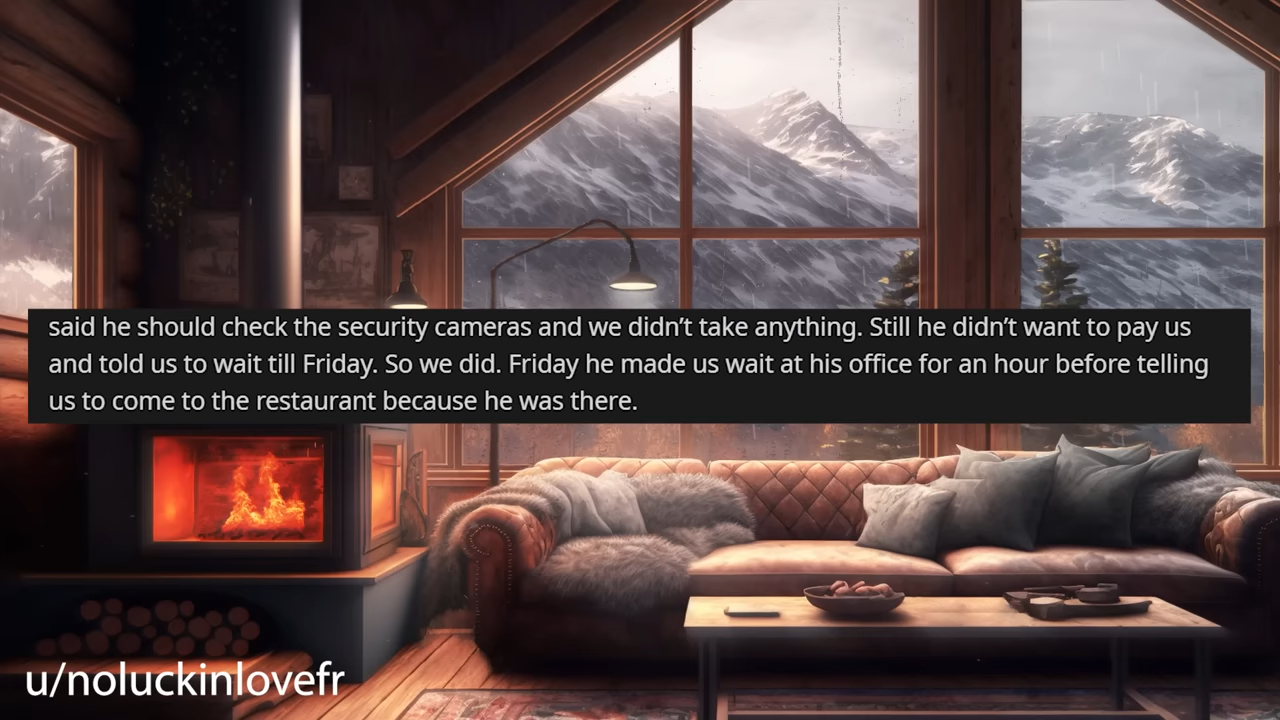 said he should check the security cameras and we didn’t take anything. Still he didn’t want to pay us
and told us to wait till Friday. So we did. Friday he made us wait at his office for an hour before telling
us to come to the restaurant because he was there.
u/noluckinlovefr